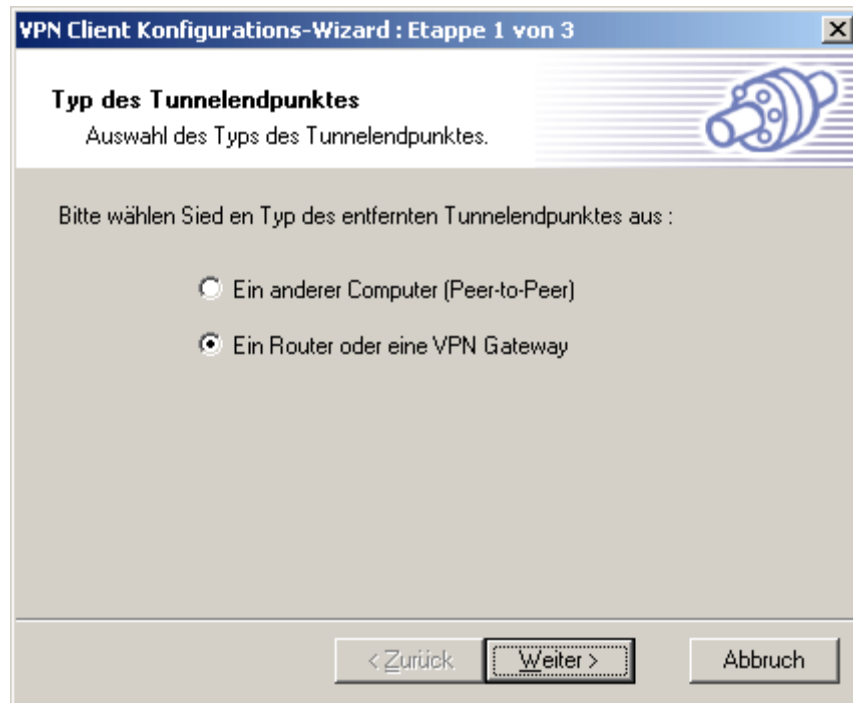 VPN Client Konfigurations-Wizard : Etappe 1 von 3
Typ des Tunnelendpunktes
Auswahl des Typs des Tunnelendpunktes.
Bitte wählen Sied en Typ des entfernten Tunnelendpunktes aus :
Ein anderer Computer (Peer-to-Peer)
Ein Router oder eine VPN Gateway
< Zurück
Weiter >
Abbruch